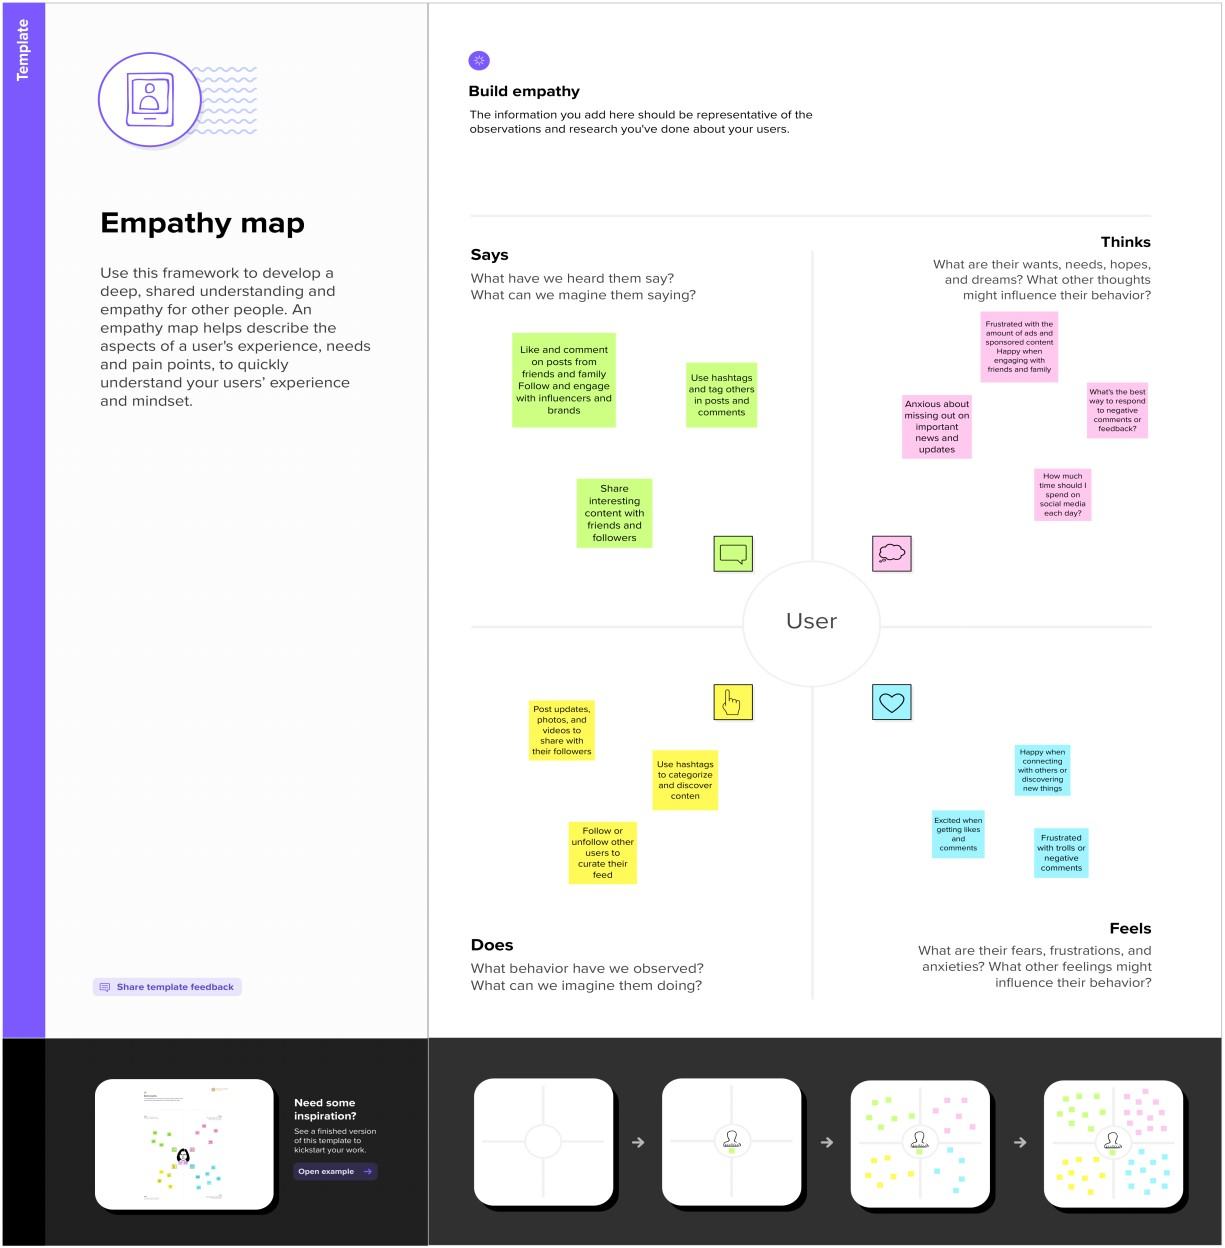 Template
Empathy map
Use this framework to develop a
deep, shared understanding and
empathy for other people. An
empathy map helps describe the
aspects of a user's experience, needs
and pain points, to quickly
understand your users’ experience
and mindset.
Share template feedback
Build empathy
The information you add here should be representative of the
observations and research you've done about your users.
Says
What have we heard them say?
What can we magine them saying?
Like and comment
on posts from
friends and family
Follow and engage
with influencers and
brands
Use hashtags
and tag others
in posts and
comments
Share
interesting
content with
friends and
followers
Thinks
What are their wants, needs, hopes,
and dreams? What other thoughts
might influence their behavior?
Frustrated with the
amount of ads and
sponsored content
Happy when
engaging with
friends and family
Anxious about
missing out on
important
news and
updates
What's the best
way to respond
to negative
comments or
feedback?
How much
time should I
spend on
social media
each day?
User
Post updates,
photos, and
videos to
share with
their followers
Use hashtags
to categorize
and discover
conten
Follow or
unfollow other
users to
curate their
feed
Does
What behavior have we observed?
What can we imagine them doing?
Happy when
connecting
with others or
discovering
new things
Excited when
getting likes
and
comments
Frustrated
with trolls or
negative
comments
Feels
What are their fears, frustrations, and
anxieties? What other feelings might
influence their behavior?
Need some
inspiration?
See a finished version
of this template to
kickstart your work.
Open example